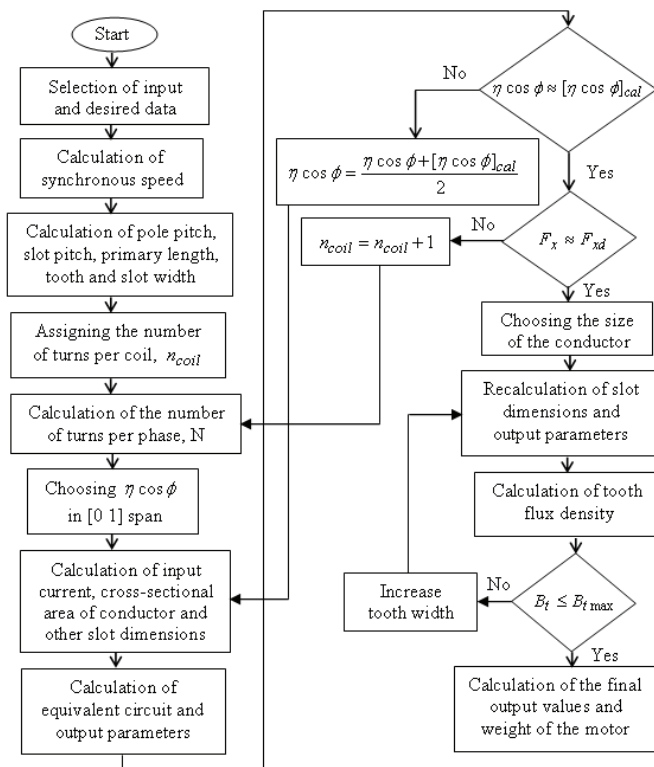 Start
Selection of input
and desired data
Calculation of
synchronous speed
Calculation of pole pitch,
slot pitch, primary length,
tooth and slot width
Assigning the number
of turns per coil, n_coil
Calculation of the number
of turns per phase, N
Choosing η cos ϕ
in [0 1] span
Calculation of input
current, cross-sectional
area of conductor and
other slot dimensions
Calculation of
equivalent circuit and
output parameters
η cos ϕ ≈ [η cos ϕ]_cal
No
Yes
η cos ϕ = (η cos ϕ + [η cos ϕ]_cal) / 2
F_x ≈ F_xd
No
Yes
n_coil = n_coil + 1
Choosing the size
of the conductor
Recalculation of slot
dimensions and
output parameters
Calculation of tooth
flux density
B_t ≤ B_t max
No
Yes
Increase
tooth width
Calculation of the final
output values and
weight of the motor